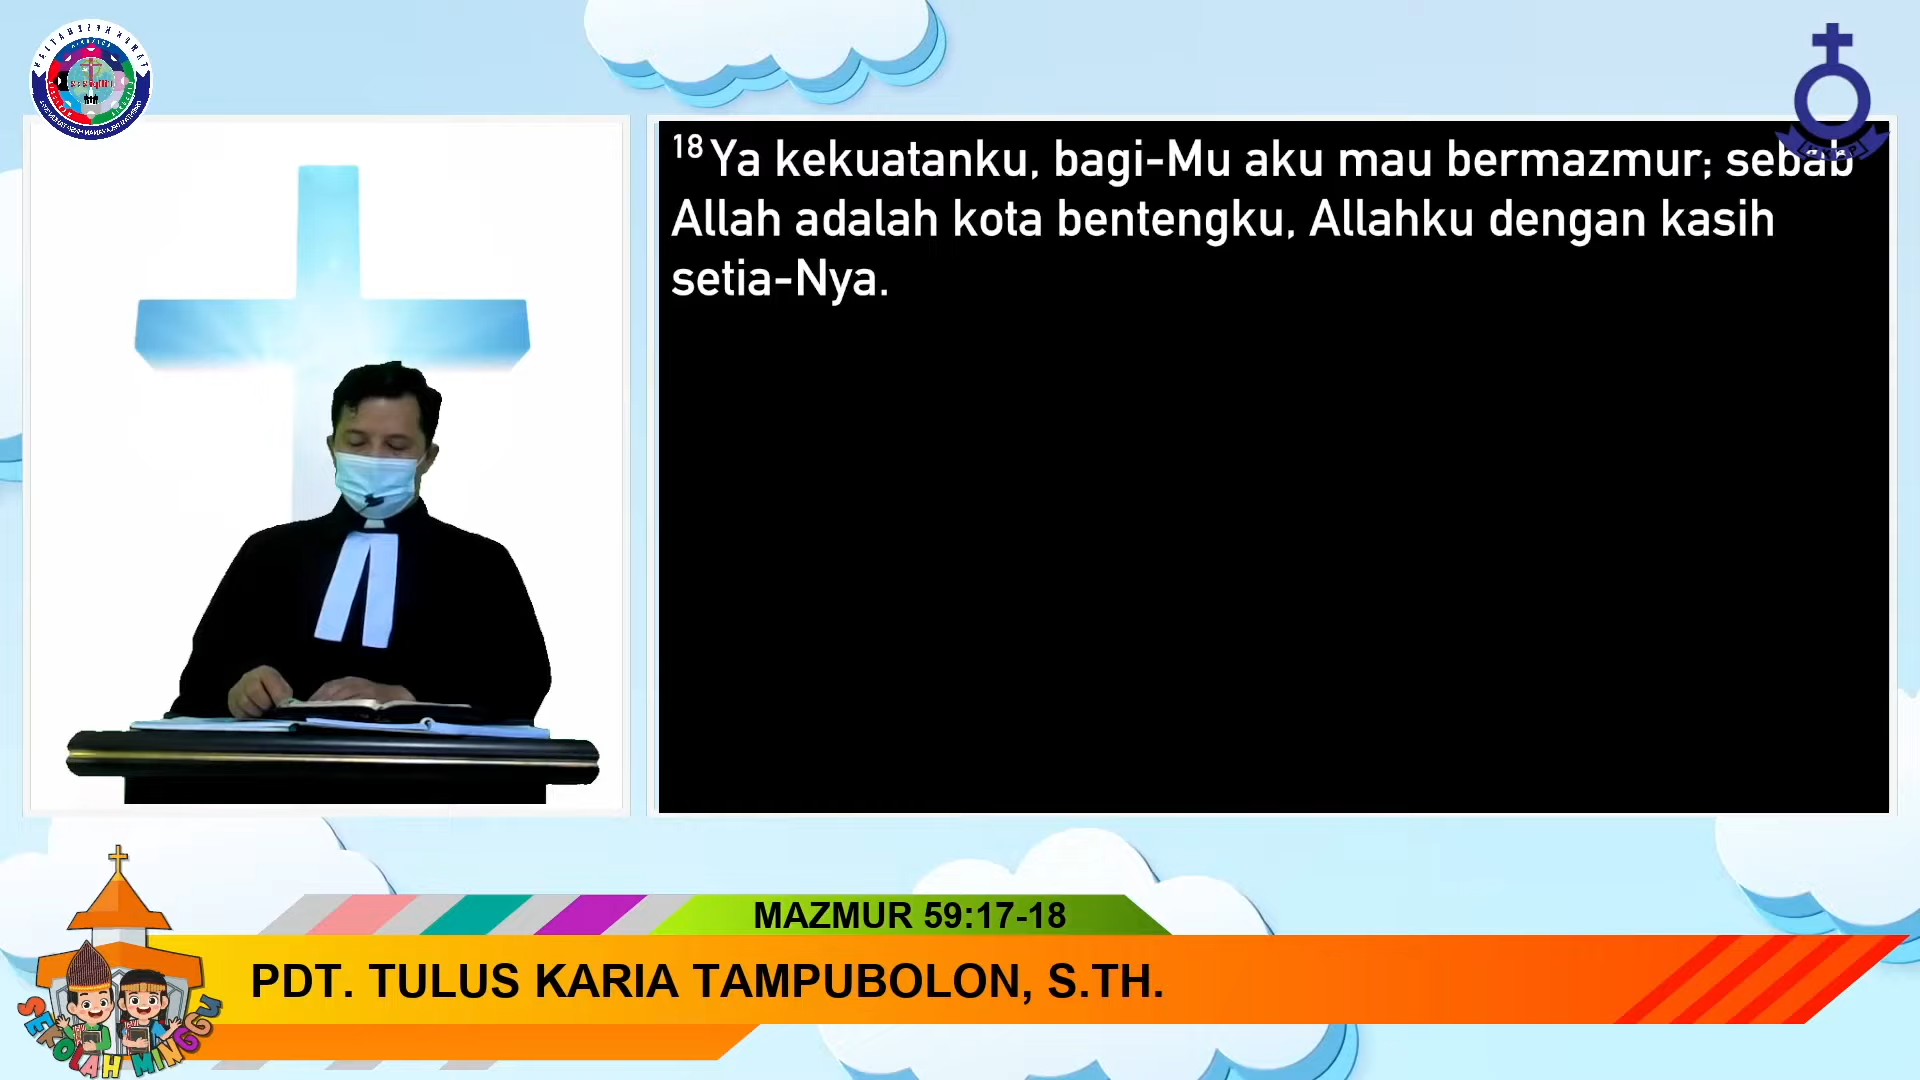 18 Ya kekuatanku, bagi-Mu aku mau bermazmur; sebab
Allah adalah kota bentengku, Allahku dengan kasih
setia-Nya.
MAZMUR 59:17-18
PDT. TULUS KARIA TAMPUBOLON, S.TH.
SEKOLAH MINGGU